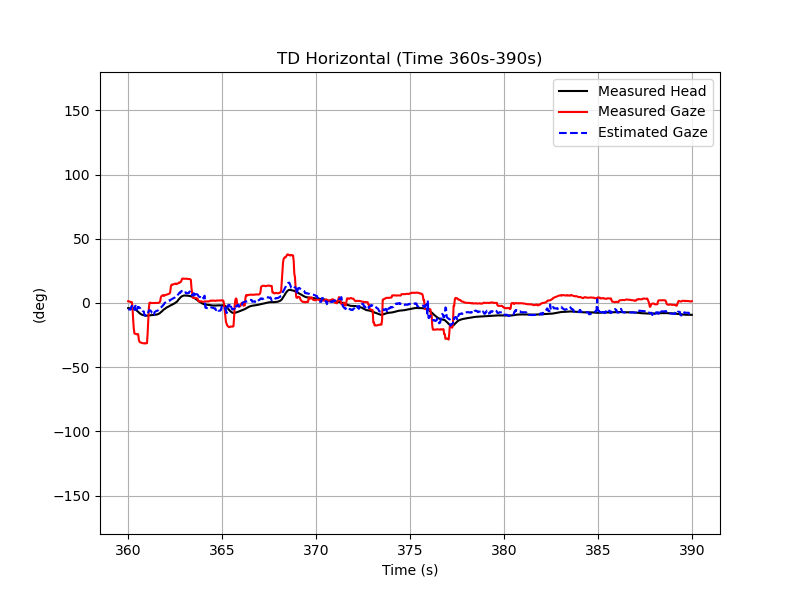 TD Horizontal (Time 360s-390s)
Measured Head
Measured Gaze
Estimated Gaze
150
100
50
0
−50
−100
−150
(deg)
360 365 370 375 380 385 390
Time (s)